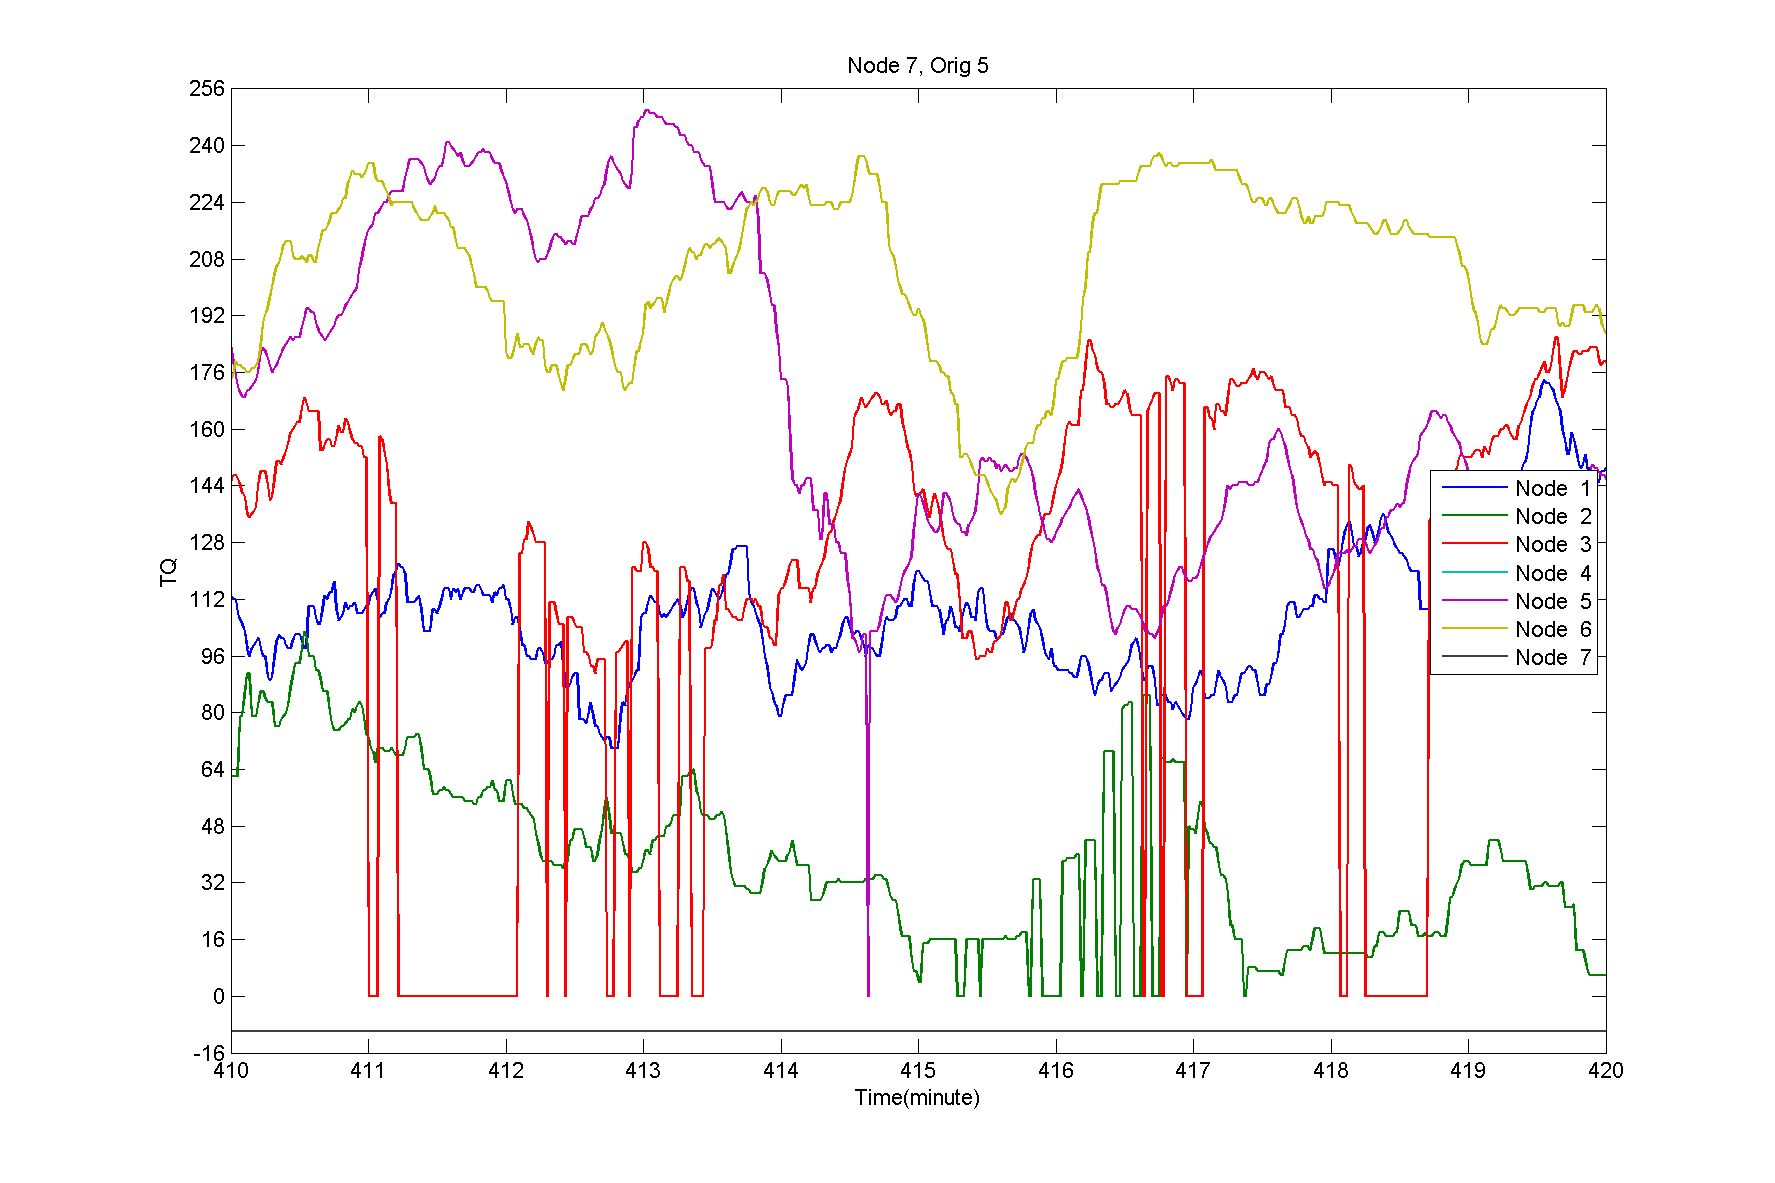 Node 7, Orig 5
256
240
224
208
192
176
160
144
128
112
96
80
64
48
32
16
0
-16
TQ
Node 1
Node 2
Node 3
Node 4
Node 5
Node 6
Node 7
410 411 412 413 414 415 416 417 418 419 420
Time(minute)